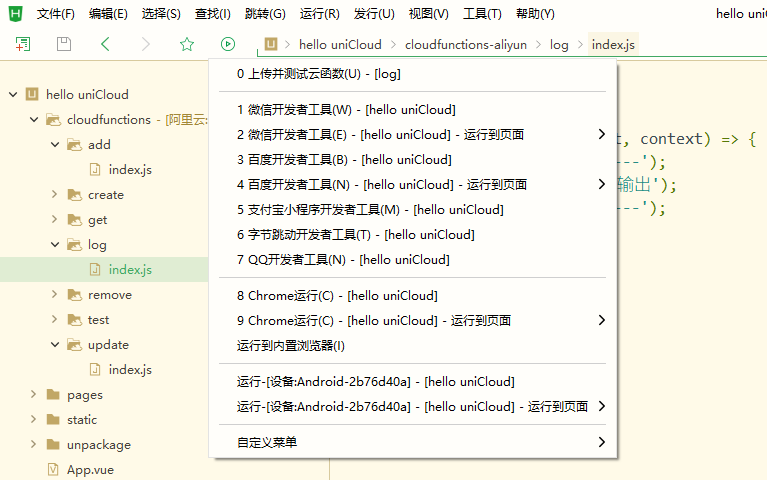 文件(F) 编辑(E) 选择(S) 查找(I) 跳转(G) 运行(R) 发行(U) 视图(V) 工具(T) 帮助(Y) hello uni
hello uniCloud > cloudfunctions-aliyun > log > index.js
hello uniCloud
cloudfunctions - [阿里云:
add
index.js
create
get
log
index.js
remove
test
update
index.js
pages
static
unpackage
App.vue
0 上传并测试云函数(U) - [log]
1 微信开发者工具(W) - [hello uniCloud]
2 微信开发者工具(E) - [hello uniCloud] - 运行到页面
3 百度开发者工具(B) - [hello uniCloud]
4 百度开发者工具(N) - [hello uniCloud] - 运行到页面
5 支付宝小程序开发者工具(M) - [hello uniCloud]
6 字节跳动开发者工具(T) - [hello uniCloud]
7 QQ开发者工具(N) - [hello uniCloud]
8 Chrome运行(C) - [hello uniCloud]
9 Chrome运行(C) - [hello uniCloud] - 运行到页面
运行到内置浏览器(I)
运行-[设备:Android-2b76d40a] - [hello uniCloud]
运行-[设备:Android-2b76d40a] - [hello uniCloud] - 运行到页面
自定义菜单
t, context) => {
---');
输出');
---');